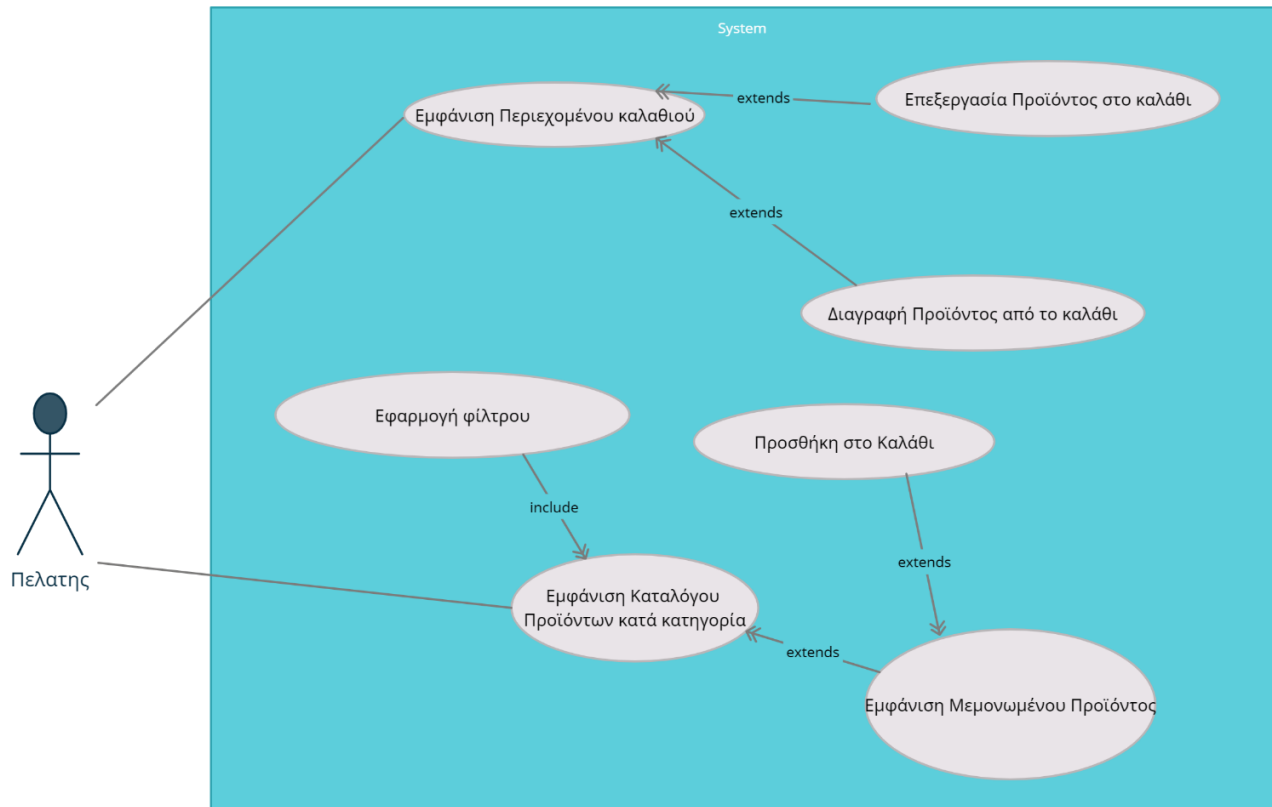 System
Εμφάνιση Περιεχομένου καλαθιού
extends
Επεξεργασία Προϊόντος στο καλάθι
extends
Διαγραφή Προϊόντος από το καλάθι
Εφαρμογή φίλτρου
Προσθήκη στο Καλάθι
include
extends
Πελατης
Εμφάνιση Καταλόγου
Προϊόντων κατά κατηγορία
extends
Εμφάνιση Μεμονωμένου Προϊόντος